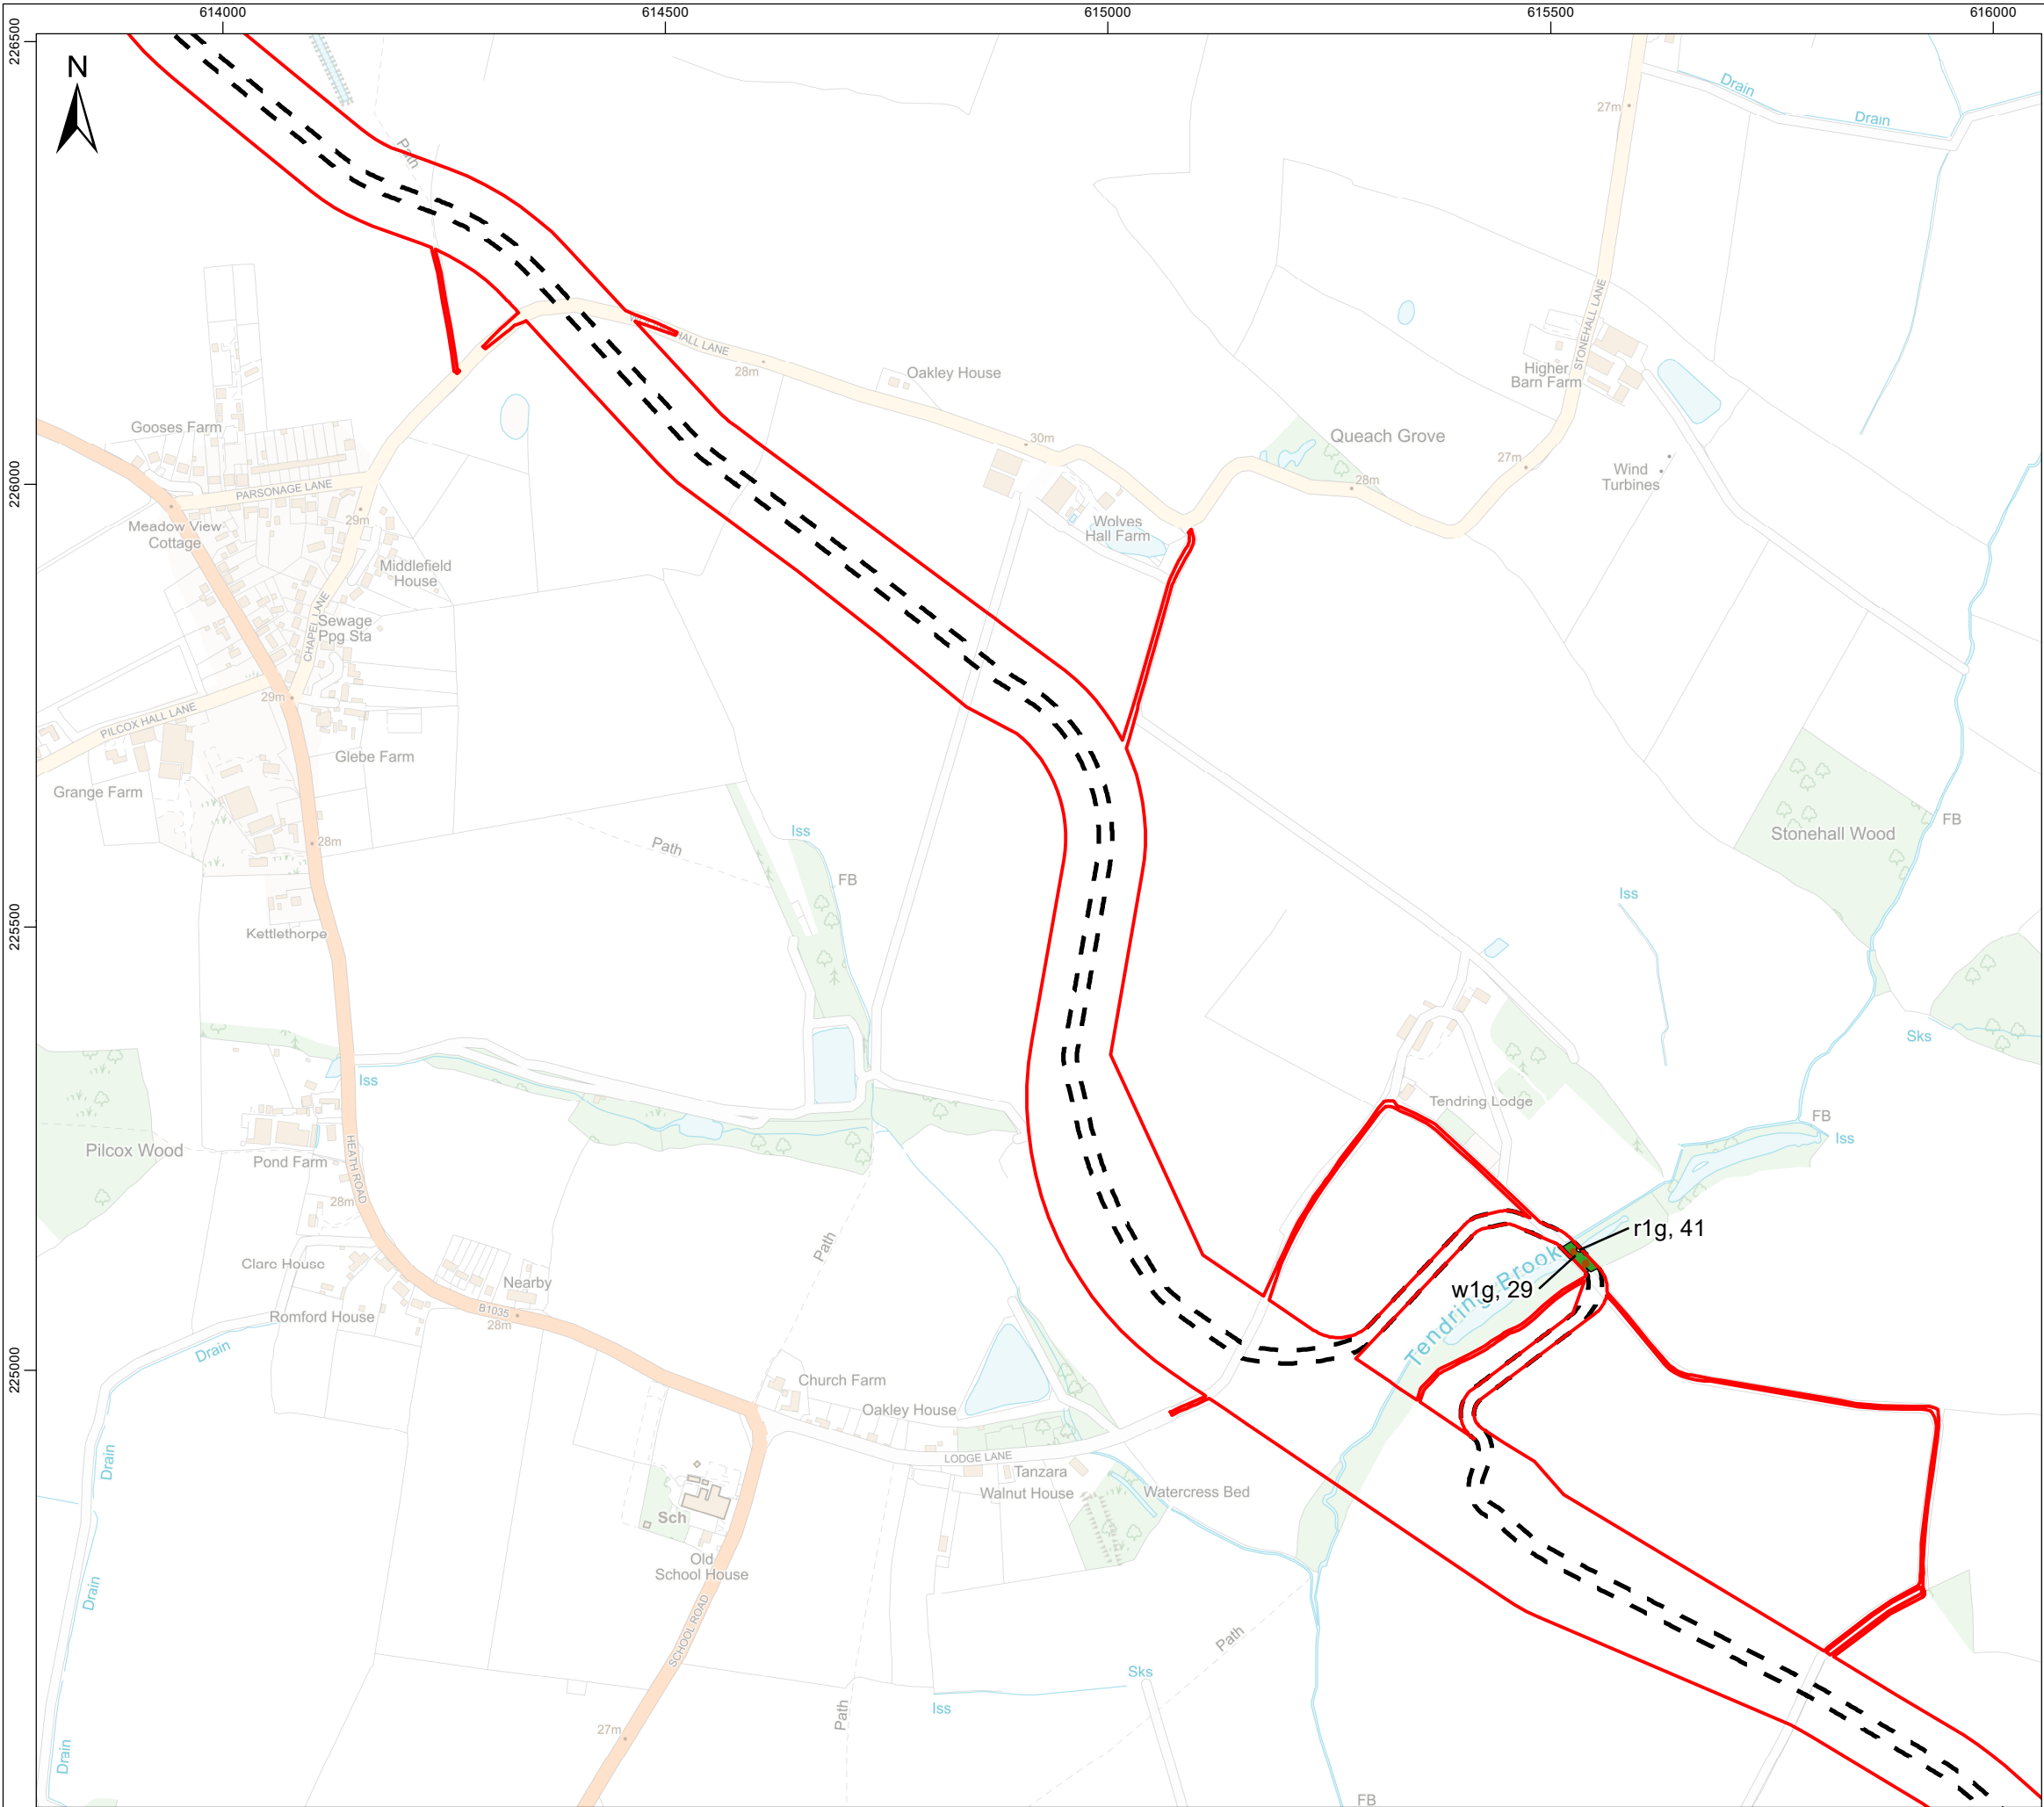 614000
614500
615000
615500
616000
226500
N
Path
Drain
Drain
27m
HALL LANE
28m
Oakley House
STONEHALL LANE
Higher
Barn Farm
Gooses Farm
30m
Queach Grove
27m
Wind
Turbines
226000
PARSONAGE LANE
28m
29m
Meadow View
Cottage
Wolves
Hall Farm
Middlefield
House
CHAPEL LANE
Sewage
Ppg Sta
29m
PILCOX HALL LANE
Glebe Farm
Grange Farm
FB
Iss
Stonehall Wood
28m
Path
FB
Iss
225500
Kettlethorpe
Sks
Iss
Tendring Lodge
FB
Iss
Pilcox Wood
Pond Farm
HEATH ROAD
28m
r1g, 41
Path
Clare House
Nearby
w1g, 29
Tendring Brook
Romford House
B1035
28m
Drain
225000
Church Farm
Oakley House
Drain
LODGE LANE
Tanzara
Walnut House
Watercress Bed
Sch
Old
School House
Drain
SCHOOL ROAD
Path
Sks
Iss
Path
27m
Drain
FB